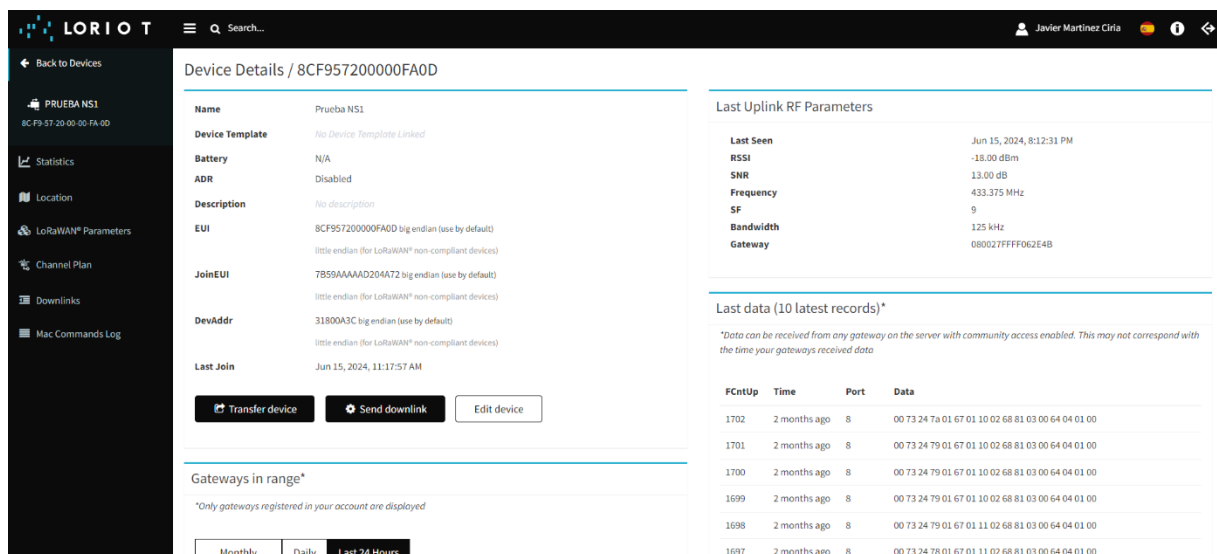 LORIOT
Search...
Javier Martinez Ciria
Back to Devices
PRUEBA NS1
8C-F9-57-20-00-00-FA-0D
Statistics
Location
LoRaWAN® Parameters
Channel Plan
Downlinks
Mac Commands Log
Device Details / 8CF957200000FA0D
Name Prueba NS1
Device Template No Device Template Linked
Battery N/A
ADR Disabled
Description No description
EUI 8CF957200000FA0D big endian (use by default)
little endian (for LoRaWAN® non-compliant devices)
JoinEUI 7B59AAAAAD204A72 big endian (use by default)
little endian (for LoRaWAN® non-compliant devices)
DevAddr 31800A3C big endian (use by default)
little endian (for LoRaWAN® non-compliant devices)
Last Join Jun 15, 2024, 11:17:57 AM
Transfer device Send downlink Edit device
Gateways in range*
*Only gateways registered in your account are displayed
Monthly Daily Last 24 Hours
Last Uplink RF Parameters
Last Seen Jun 15, 2024, 8:12:31 PM
RSSI -18.00 dBm
SNR 13.00 dB
Frequency 433.375 MHz
SF 9
Bandwidth 125 kHz
Gateway 080027FFFF062E4B
Last data (10 latest records)*
*Data can be received from any gateway on the server with community access enabled. This may not correspond with
the time your gateways received data
FCntUp Time Port Data
1702 2 months ago 8 00 73 24 7a 01 67 01 10 02 68 81 03 00 64 04 01 00
1701 2 months ago 8 00 73 24 79 01 67 01 10 02 68 81 03 00 64 04 01 00
1700 2 months ago 8 00 73 24 79 01 67 01 10 02 68 81 03 00 64 04 01 00
1699 2 months ago 8 00 73 24 79 01 67 01 10 02 68 81 03 00 64 04 01 00
1698 2 months ago 8 00 73 24 79 01 67 01 11 02 68 81 03 00 64 04 01 00
1697 2 months ago 8 00 73 24 78 01 67 01 11 02 68 81 03 00 64 04 01 00